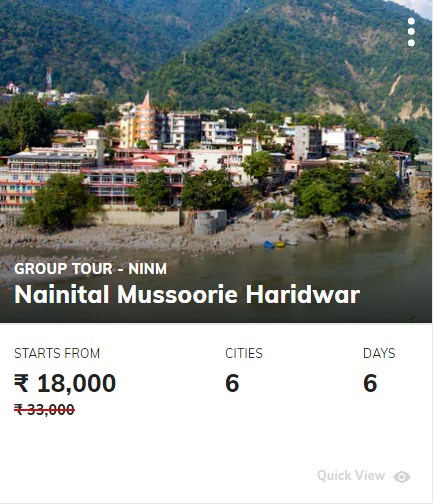 GROUP TOUR - NINM
Nainital Mussoorie Haridwar
STARTS FROM
₹ 18,000
₹ 33,000
CITIES
6
DAYS
6
Quick View